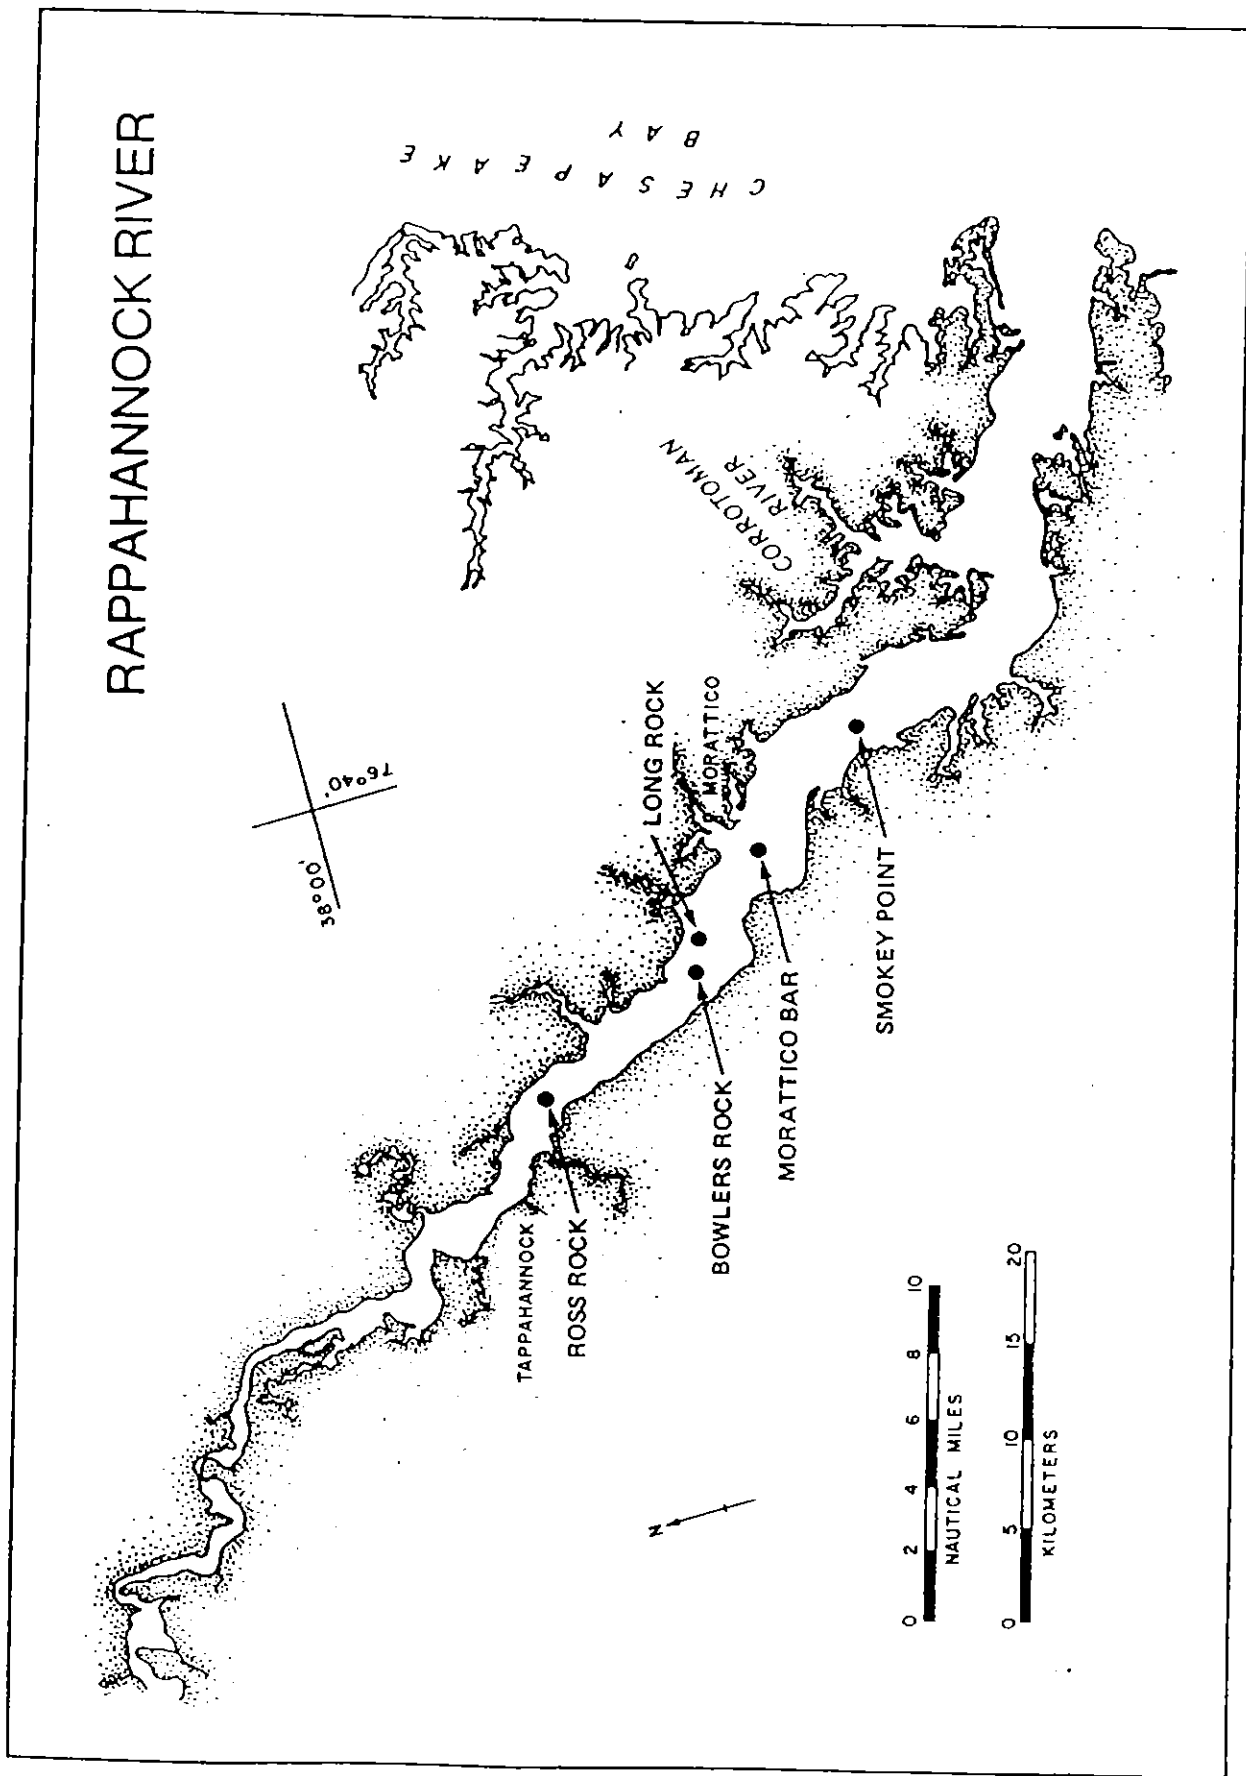 RAPPAHANNOCK RIVER
CHESAPEAKE
BAY
38°00'
76°40'
CORROTOMAN
RIVER
LONG ROCK
MORATTICO
TAPPAHANNOCK
ROSS ROCK
BOWLERS ROCK
MORATTICO BAR
SMOKEY POINT
N
0 2 4 6 8 10
NAUTICAL MILES
0 5 10 15 20
KILOMETERS